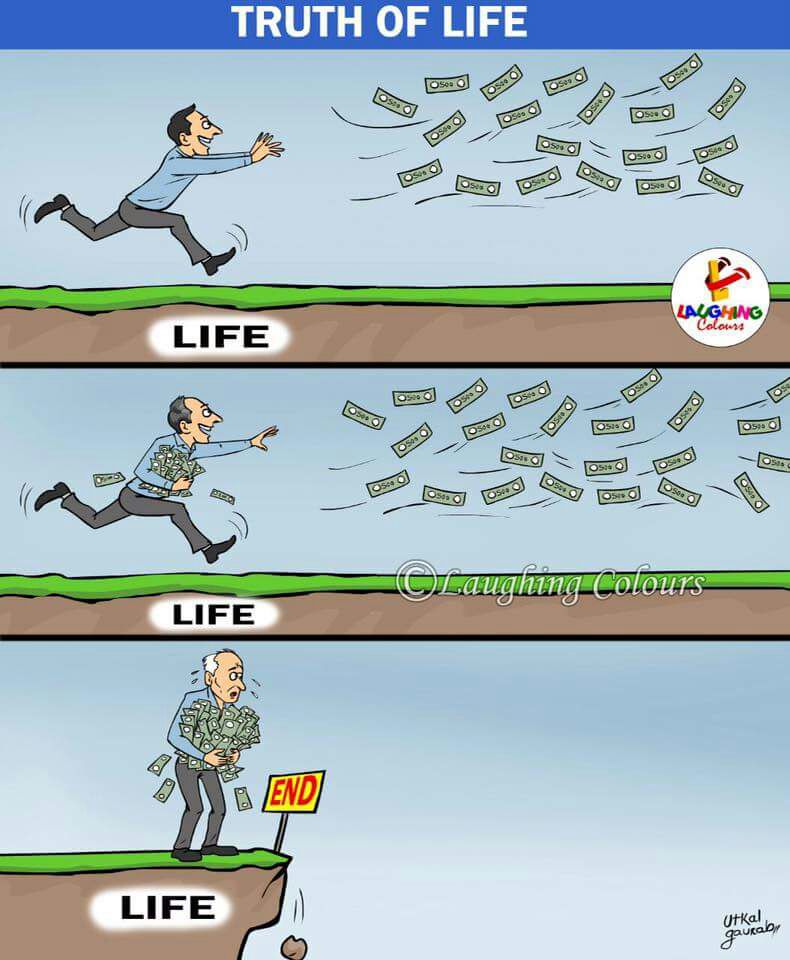 TRUTH OF LIFE
LAUGHING
Colours
LIFE
©Laughing Colours
LIFE
END
LIFE
Utkal
gaurab